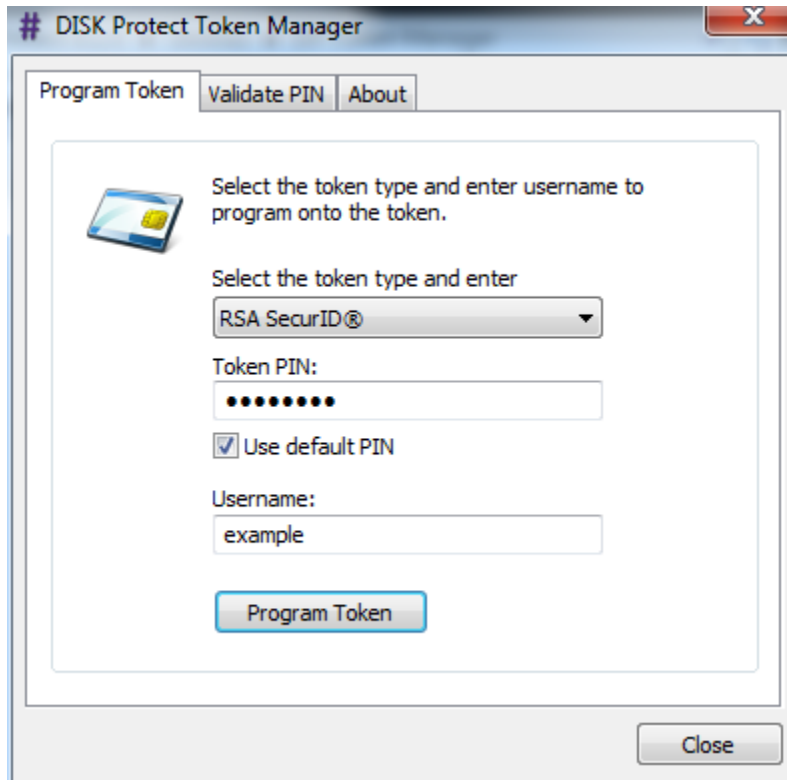 # DISK Protect Token Manager
Program Token
Validate PIN
About
Select the token type and enter username to
program onto the token.
Select the token type and enter
RSA SecurID®
Token PIN:
●●●●●●●●
Use default PIN
Username:
example
Program Token
Close